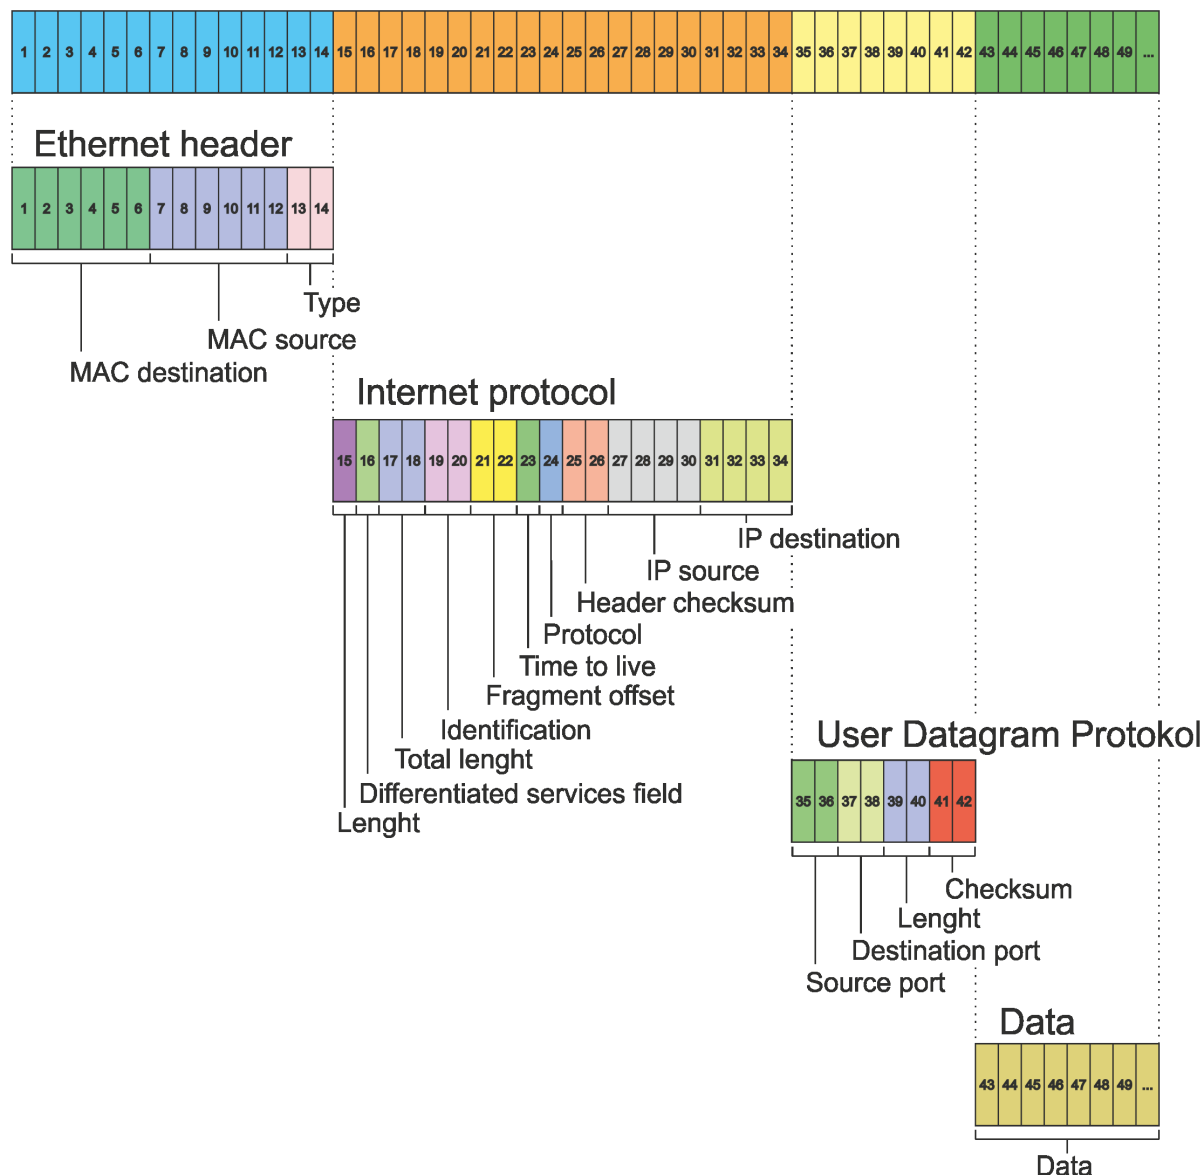 1 2 3 4 5 6 7 8 9 10 11 12 13 14 15 16 17 18 19 20 21 22 23 24 25 26 27 28 29 30 31 32 33 34 35 36 37 38 39 40 41 42 43 44 45 46 47 48 49 ...
Ethernet header
1 2 3 4 5 6 7 8 9 10 11 12 13 14
Type
MAC source
MAC destination
Internet protocol
15 16 17 18 19 20 21 22 23 24 25 26 27 28 29 30 31 32 33 34
IP destination
IP source
Header checksum
Protocol
Time to live
Fragment offset
Identification
Total lenght
Differentiated services field
Lenght
User Datagram Protokol
35 36 37 38 39 40 41 42
Checksum
Lenght
Destination port
Source port
Data
43 44 45 46 47 48 49 ...
Data